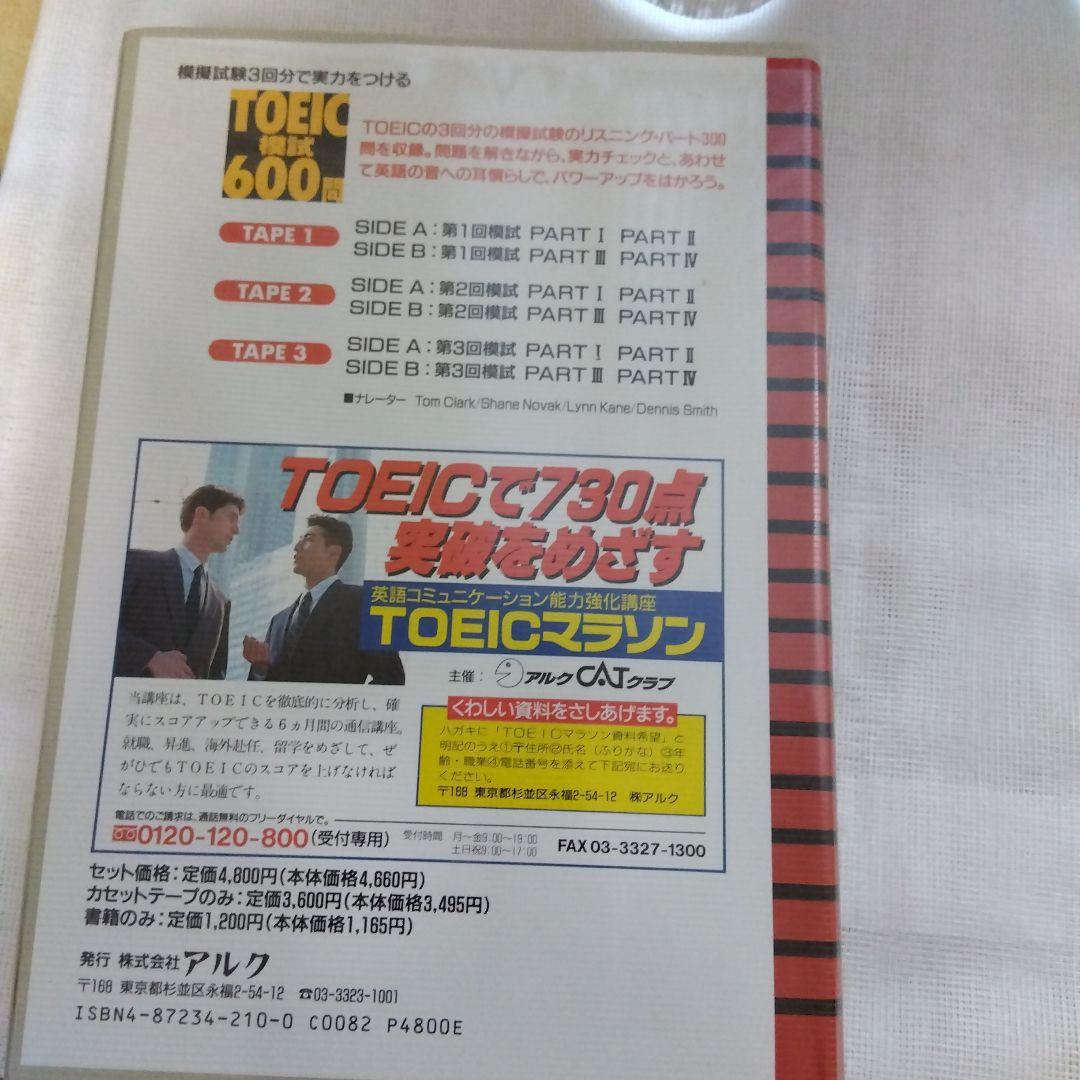 模擬試験3回分で実力をつける
TOEIC
模試
600問
TOEICの3回分の模擬試験のリスニング・パート300
問を収録。問題を解きながら、実力チェックと、あわせ
て英語の音への耳慣らしで、パワーアップをはかろう。
TAPE 1
SIDE A:第1回模試 PART Ⅰ PART Ⅱ
SIDE B:第1回模試 PART Ⅲ PART Ⅳ
TAPE 2
SIDE A:第2回模試 PART Ⅰ PART Ⅱ
SIDE B:第2回模試 PART Ⅲ PART Ⅳ
TAPE 3
SIDE A:第3回模試 PART Ⅰ PART Ⅱ
SIDE B:第3回模試 PART Ⅲ PART Ⅳ
■ナレーター Tom Clark/Shane Novak/Lynn Kane/Dennis Smith
TOEICで730点
突破をめざす
英語コミュニケーション能力強化講座
TOEICマラソン
主催:アルク CATクラブ
当講座は、TOEICを徹底的に分析し、確
実にスコアアップできる6ヵ月間の通信講座。
就職、昇進、海外赴任、留学をめざして、ぜ
がひでもTOEICのスコアを上げなければ
ならない方に最適です。
くわしい資料をさしあげます。
ハガキに「TOEICマラソン資料希望」と
明記のうえ①〒住所②氏名(ふりがな)③年
齢・職業④電話番号を添えて下記宛にお送り
ください。
〒168 東京都杉並区永福2-54-12 ㈱アルク
電話でのご請求は、通話無料のフリーダイヤルで。
0120-120-800(受付専用)
受付時間 月〜金9:00〜19:00
土日祝9:00〜17:00
FAX 03-3327-1300
セット価格:定価4,800円(本体価格4,660円)
カセットテープのみ:定価3,600円(本体価格3,495円)
書籍のみ:定価1,200円(本体価格1,165円)
発行 株式会社 アルク
〒168 東京都杉並区永福2-54-12 ☎03-3323-1001
ISBN4-87234-210-0 C0082 P4800E